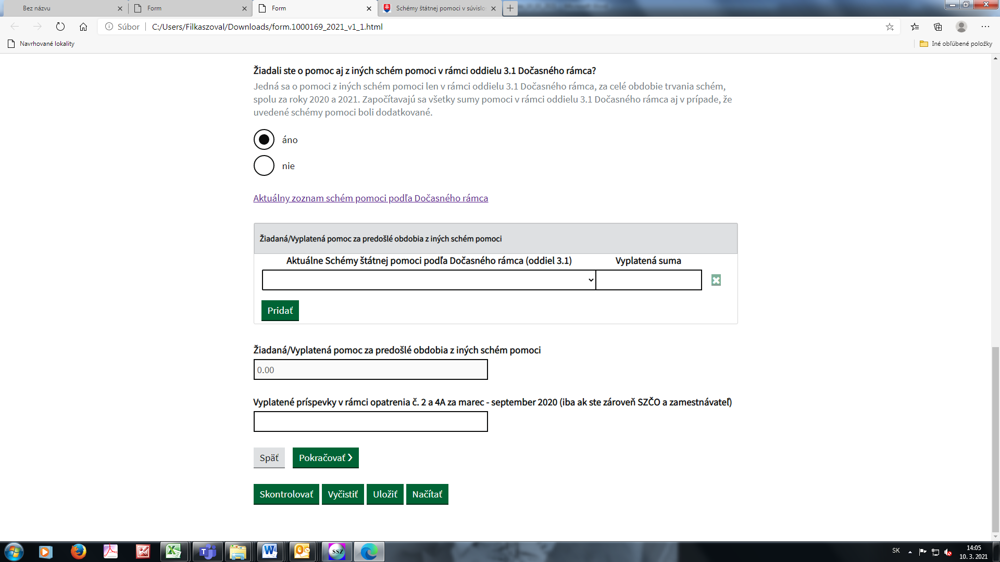 Bez názvu
Form
Form
Schémy štátnej pomoci v súvislo
Súbor
C:/Users/Filkaszoval/Downloads/form.1000169_2021_v1_1.html
Navrhované lokality
Iné obľúbené položky
Žiadali ste o pomoc aj z iných schém pomoci v rámci oddielu 3.1 Dočasného rámca?
Jedná sa o pomoci z iných schém pomoci len v rámci oddielu 3.1 Dočasného rámca, za celé obdobie trvania schém,
spolu za roky 2020 a 2021. Započítavajú sa všetky sumy pomoci v rámci oddielu 3.1 Dočasného rámca aj v prípade, že
uvedené schémy pomoci boli dodatkované.
áno
nie
Aktuálny zoznam schém pomoci podľa Dočasného rámca
Žiadaná/Vyplatená pomoc za predošlé obdobia z iných schém pomoci
Aktuálne Schémy štátnej pomoci podľa Dočasného rámca (oddiel 3.1) Vyplatená suma
Pridať
Žiadaná/Vyplatená pomoc za predošlé obdobia z iných schém pomoci
0.00
Vyplatené príspevky v rámci opatrenia č. 2 a 4A za marec - september 2020 (iba ak ste zároveň SZČO a zamestnávateľ)
Späť Pokračovať
Skontrolovať Vyčistiť Uložiť Načítať
SSZ
SK
14:05
10. 3. 2021